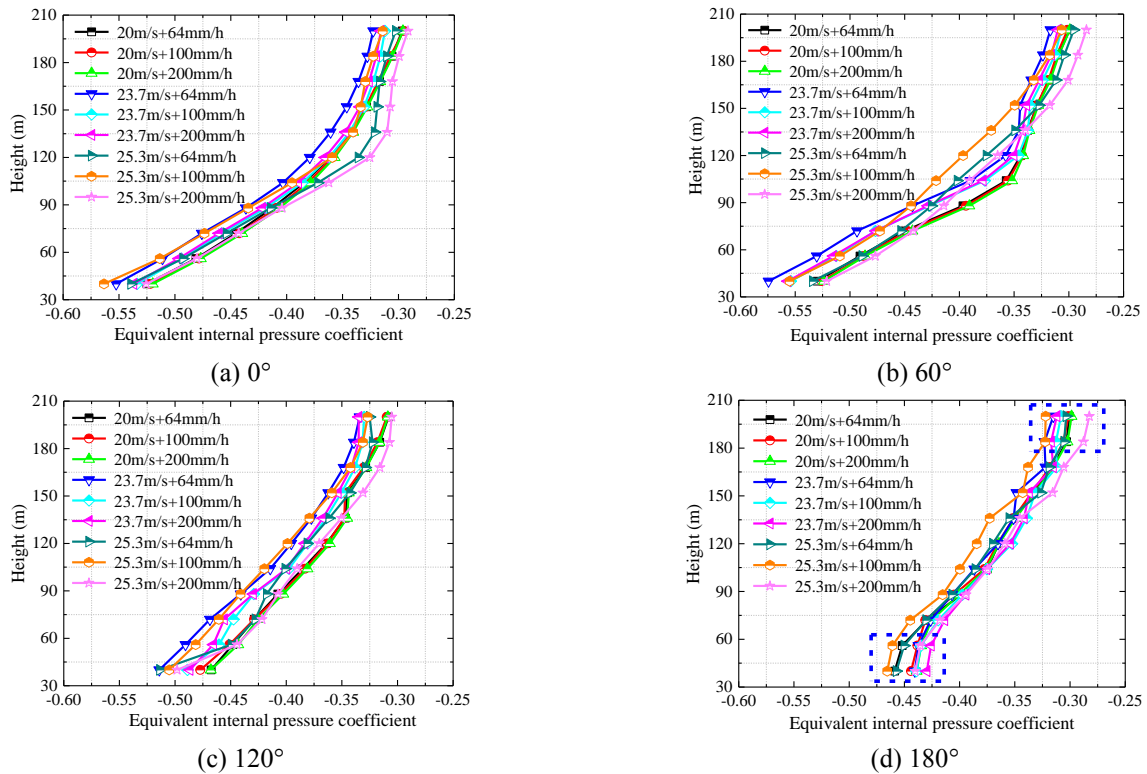 210
180
150
120
90
60
30
Height (m)
20m/s+64mm/h
20m/s+100mm/h
20m/s+200mm/h
23.7m/s+64mm/h
23.7m/s+100mm/h
23.7m/s+200mm/h
25.3m/s+64mm/h
25.3m/s+100mm/h
25.3m/s+200mm/h
-0.60 -0.55 -0.50 -0.45 -0.40 -0.35 -0.30 -0.25
Equivalent internal pressure coefficient
(a) 0°
210
180
150
120
90
60
30
Height (m)
20m/s+64mm/h
20m/s+100mm/h
20m/s+200mm/h
23.7m/s+64mm/h
23.7m/s+100mm/h
23.7m/s+200mm/h
25.3m/s+64mm/h
25.3m/s+100mm/h
25.3m/s+200mm/h
-0.60 -0.55 -0.50 -0.45 -0.40 -0.35 -0.30 -0.25
Equivalent internal pressure coefficient
(b) 60°
210
180
150
120
90
60
30
Height (m)
20m/s+64mm/h
20m/s+100mm/h
20m/s+200mm/h
23.7m/s+64mm/h
23.7m/s+100mm/h
23.7m/s+200mm/h
25.3m/s+64mm/h
25.3m/s+100mm/h
25.3m/s+200mm/h
-0.60 -0.55 -0.50 -0.45 -0.40 -0.35 -0.30 -0.25
Equivalent internal pressure coefficient
(c) 120°
210
180
150
120
90
60
30
Height (m)
20m/s+64mm/h
20m/s+100mm/h
20m/s+200mm/h
23.7m/s+64mm/h
23.7m/s+100mm/h
23.7m/s+200mm/h
25.3m/s+64mm/h
25.3m/s+100mm/h
25.3m/s+200mm/h
-0.60 -0.55 -0.50 -0.45 -0.40 -0.35 -0.30 -0.25
Equivalent internal pressure coefficient
(d) 180°